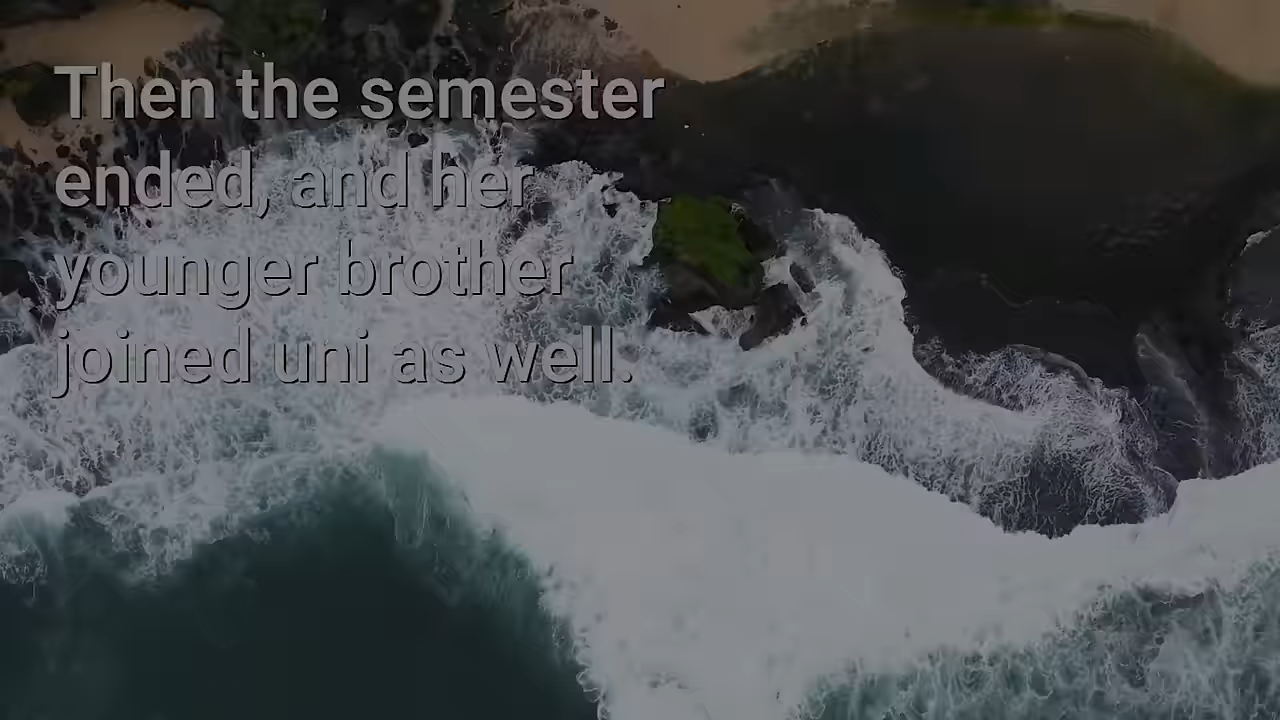 Then the semester
ended, and her
younger brother
joined uni as well.